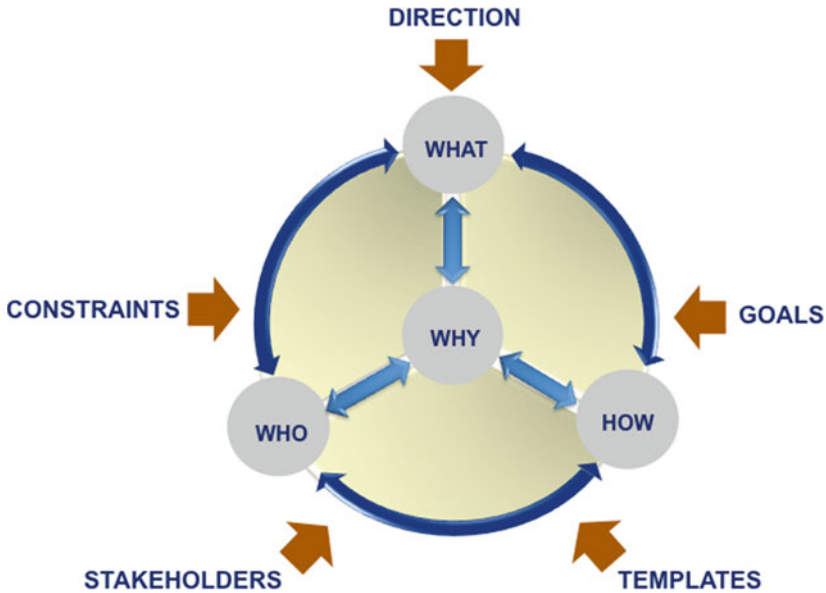 DIRECTION
WHAT
CONSTRAINTS
GOALS
WHY
WHO
HOW
STAKEHOLDERS
TEMPLATES